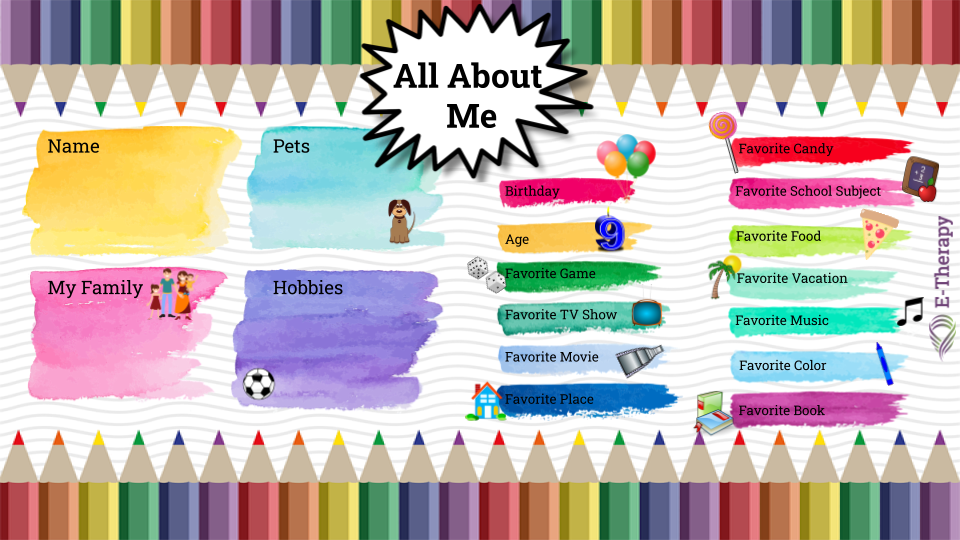 All About
Me
Name
Pets
My Family
Hobbies
Birthday
Age
9
Favorite Game
Favorite TV Show
Favorite Movie
Favorite Place
Favorite Candy
Favorite School Subject
Favorite Food
Favorite Vacation
Favorite Music
Favorite Color
Favorite Book
E-Therapy